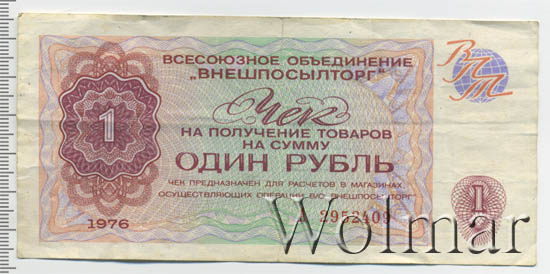 ВСЕСОЮЗНОЕ ОБЪЕДИНЕНИЕ
„ВНЕШПОСЫЛТОРГ"
ВПТ
Чек
НА ПОЛУЧЕНИЕ ТОВАРОВ
НА СУММУ
1
ОДИН РУБЛЬ
ЧЕК ПРЕДНАЗНАЧЕН ДЛЯ РАСЧЕТОВ В МАГАЗИНАХ,
ОСУЩЕСТВЛЯЮЩИХ ОПЕРАЦИИ В/О „ВНЕШПОСЫЛТОРГ"
1
1976
А 3952409
Wolmar